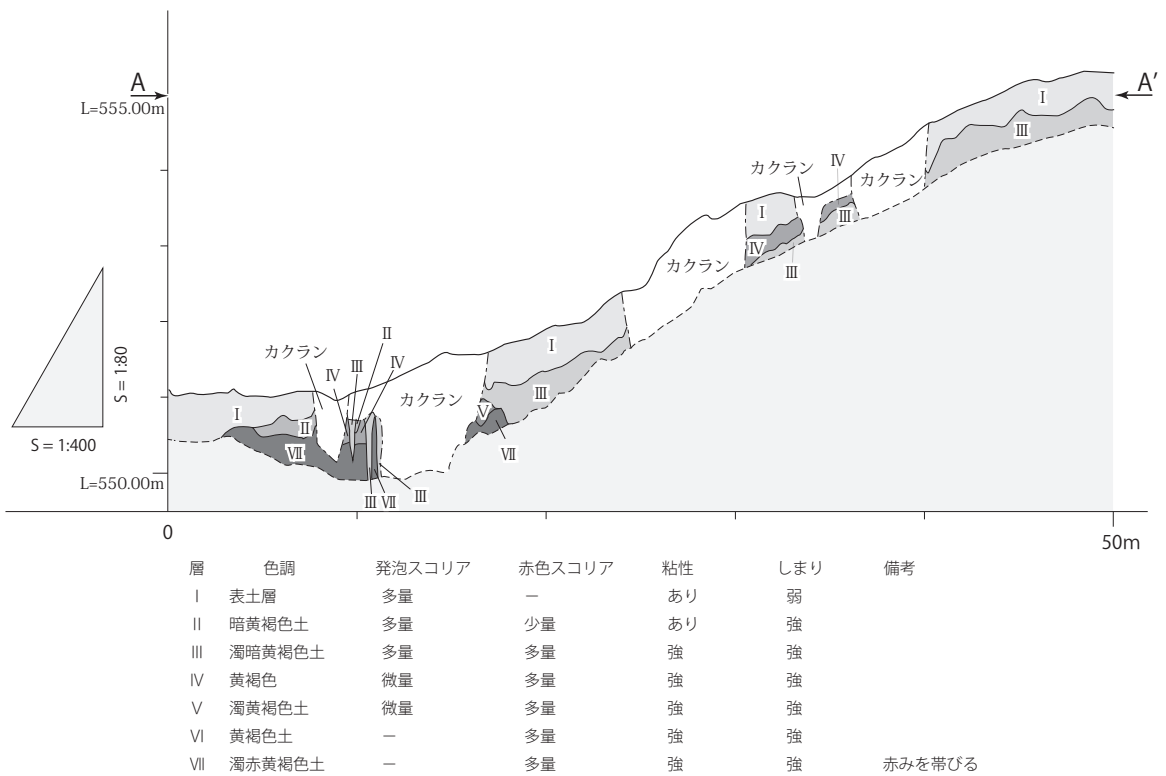 A
A′
L=555.00m
I
III
IV
カクラン
カクラン
I
III
IV
III
カクラン
I
II
カクラン
III
IV
IV
カクラン
III
I
II
V
VII
VII
III
VII
III
L=550.00m
S = 1:80
S = 1:400
0
50m
層 色調 発泡スコリア 赤色スコリア 粘性 しまり 備考
I 表土層 多量 － あり 弱
II 暗黄褐色土 多量 少量 あり 強
III 濁暗黄褐色土 多量 多量 強 強
IV 黄褐色 微量 多量 強 強
V 濁黄褐色土 微量 多量 強 強
VI 黄褐色土 － 多量 強 強
VII 濁赤黄褐色土 － 多量 強 強 赤みを帯びる